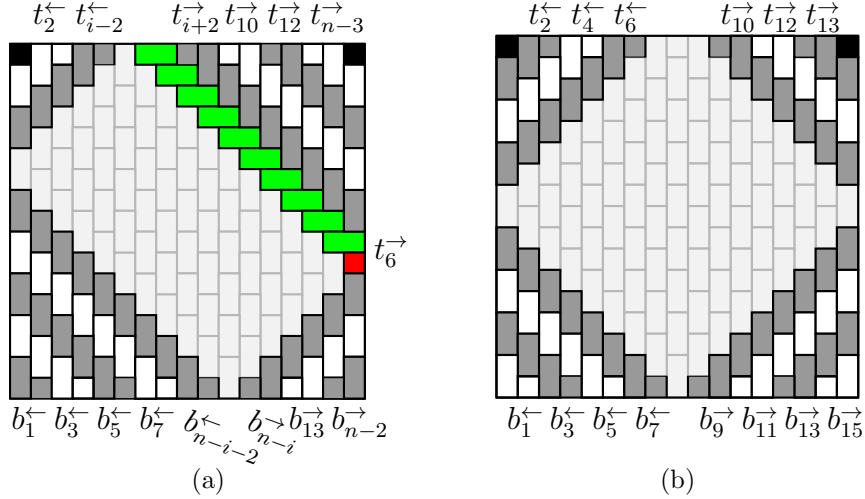 t_2^← t_{i-2}^← t_{i+2}^→ t_{10}^→ t_{12}^→ t_{n-3}^→
t_6^→
b_1^← b_3^← b_5^← b_7^← b_{n-i-2}^← b_{n-i}^→ b_{13}^→ b_{n-2}^→
(a)
t_2^← t_4^← t_6^← t_{10}^→ t_{12}^→ t_{13}^→
b_1^← b_3^← b_5^← b_7^← b_9^→ b_{11}^→ b_{13}^→ b_{15}^→
(b)